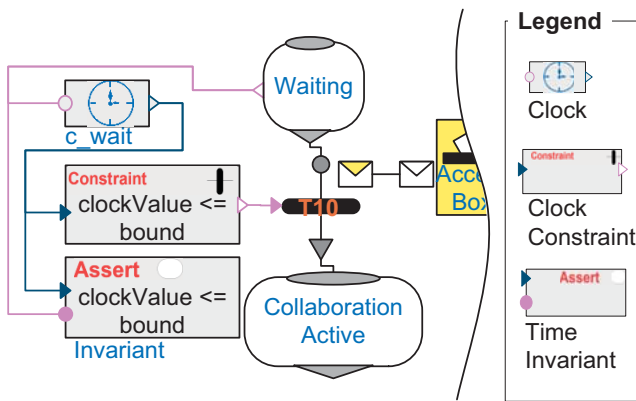 Waiting
c_wait
Constraint
clockValue <=
bound
T10
Box
Assert
clockValue <=
bound
Invariant
Collaboration
Active
Legend
Clock
Constraint
Clock
Constraint
Assert
Time
Invariant